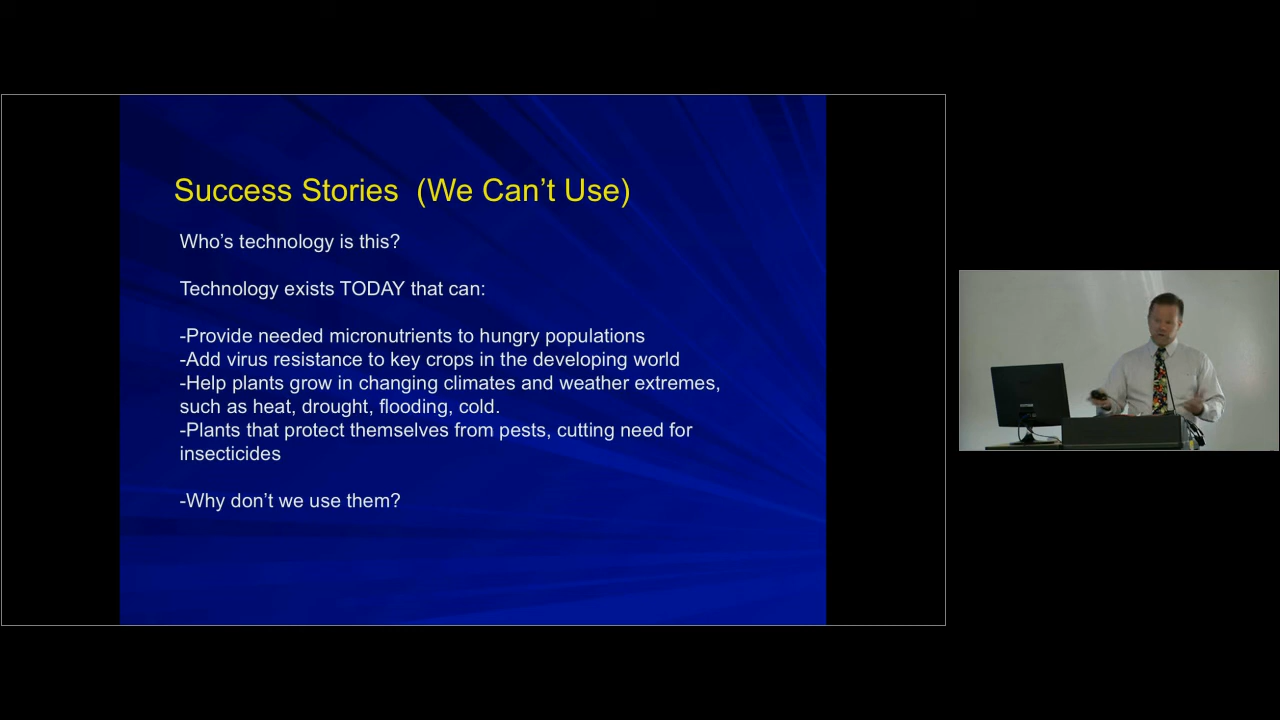 Success Stories  (We Can’t Use)
Who’s technology is this?
Technology exists TODAY that can:
-Provide needed micronutrients to hungry populations
-Add virus resistance to key crops in the developing world
-Help plants grow in changing climates and weather extremes,
such as heat, drought, flooding, cold.
-Plants that protect themselves from pests, cutting need for
insecticides
-Why don’t we use them?